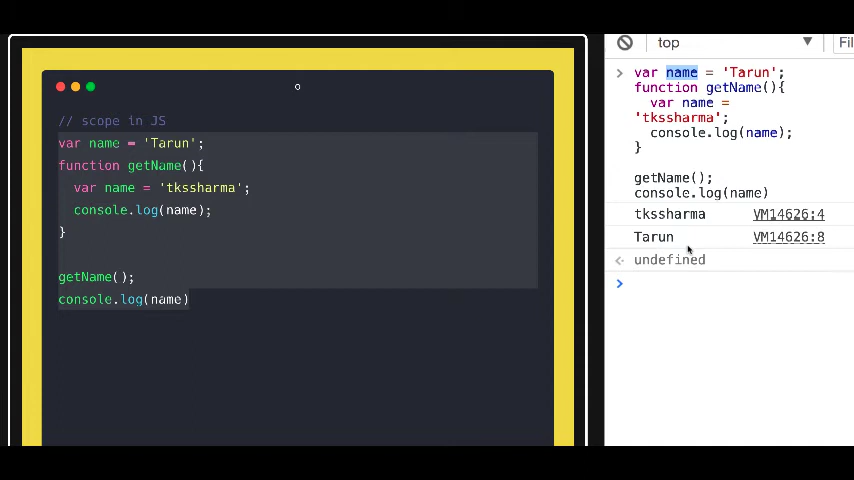 // scope in JS
var name = 'Tarun';
function getName(){
var name = 'tkssharma';
console.log(name);
}
getName();
console.log(name)
top
Fil
var name = 'Tarun';
function getName(){
var name =
'tkssharma';
console.log(name);
}
getName();
console.log(name)
tkssharma VM14626:4
Tarun VM14626:8
undefined